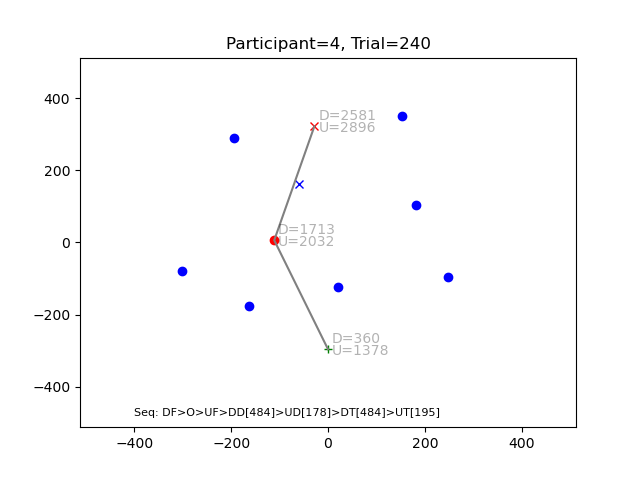 Participant=4, Trial=240
400
200
0
−200
−400
D=2581
U=2896
D=1713
U=2032
D=360
U=1378
Seq: DF>O>UF>DD[484]>UD[178]>DT[484]>UT[195]
−400 −200 0 200 400